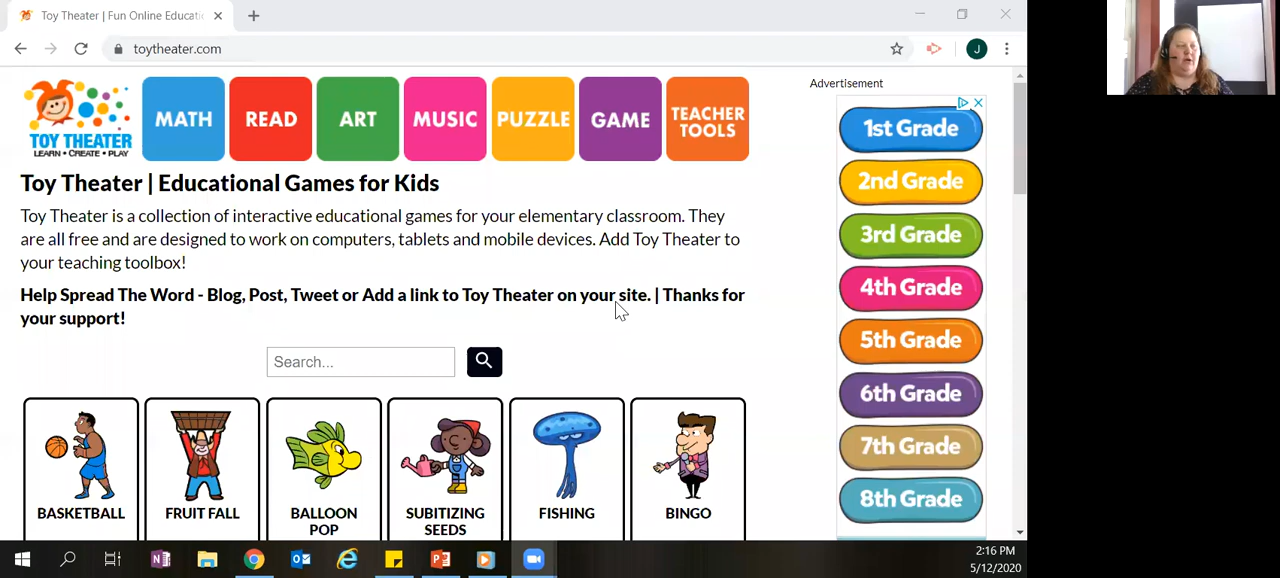 Toy Theater | Fun Online Educatic
toytheater.com
J
TOY THEATER
LEARN • CREATE • PLAY
MATH
READ
ART
MUSIC
PUZZLE
GAME
TEACHER
TOOLS
Toy Theater | Educational Games for Kids
Toy Theater is a collection of interactive educational games for your elementary classroom. They
are all free and are designed to work on computers, tablets and mobile devices. Add Toy Theater to
your teaching toolbox!
Help Spread The Word - Blog, Post, Tweet or Add a link to Toy Theater on your site. | Thanks for
your support!
Search...
BASKETBALL
FRUIT FALL
BALLOON
POP
SUBITIZING
SEEDS
FISHING
BINGO
Advertisement
1st Grade
2nd Grade
3rd Grade
4th Grade
5th Grade
6th Grade
7th Grade
8th Grade
2:16 PM
5/12/2020